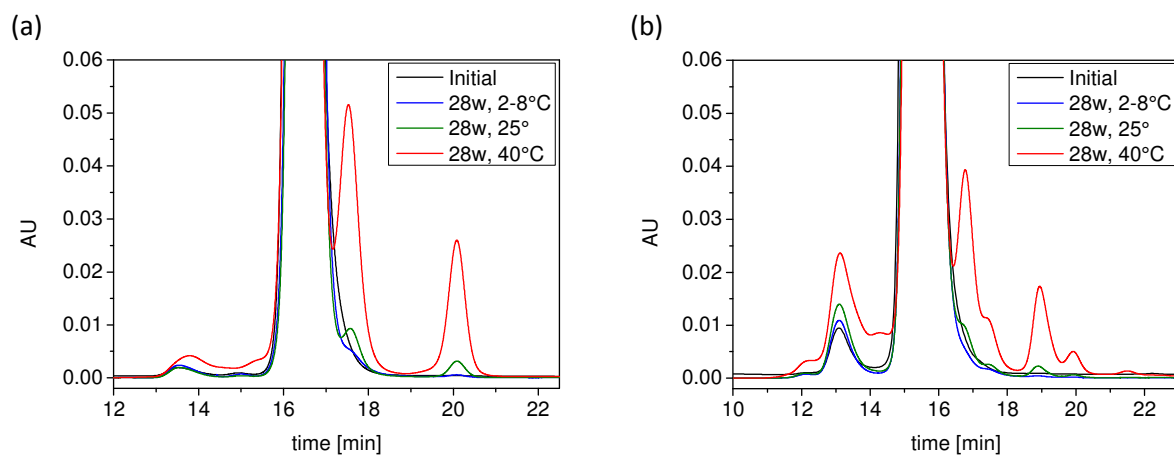 (a)
0.06
0.05
0.04
0.03
0.02
0.01
0.00
AU
12 14 16 18 20 22
time [min]
Initial
28w, 2-8°C
28w, 25°
28w, 40°C
(b)
0.06
0.05
0.04
0.03
0.02
0.01
0.00
AU
10 12 14 16 18 20 22
time [min]
Initial
28w, 2-8°C
28w, 25°
28w, 40°C